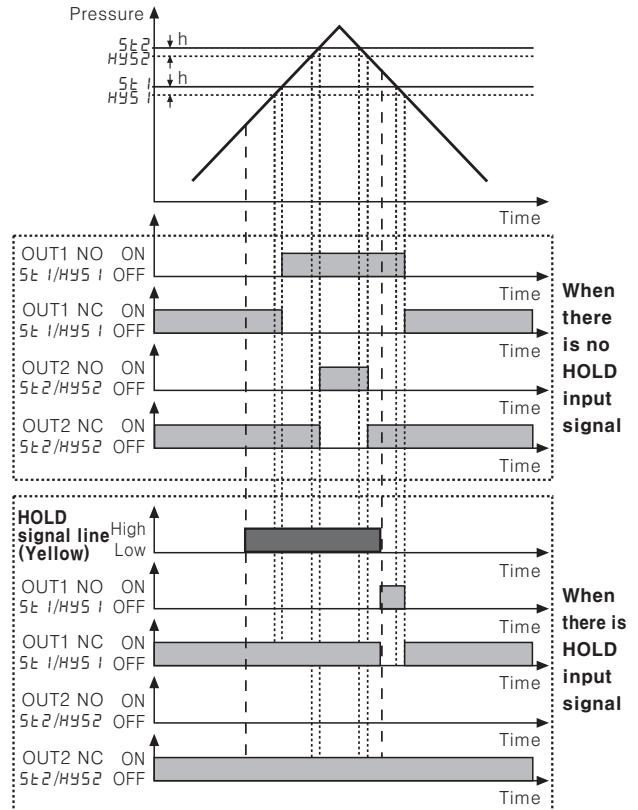 Pressure
St2 h
HYS2
St1 h
HYS1
Time
OUT1 NO ON
St1/HYS1 OFF
Time
OUT1 NC ON
St1/HYS1 OFF
Time
OUT2 NO ON
St2/HYS2 OFF
Time
OUT2 NC ON
St2/HYS2 OFF
Time
When
there
is no
HOLD
input
signal
HOLD
signal line
(Yellow)
High
Low
Time
OUT1 NO ON
St1/HYS1 OFF
Time
OUT1 NC ON
St1/HYS1 OFF
Time
OUT2 NO ON
St2/HYS2 OFF
Time
OUT2 NC ON
St2/HYS2 OFF
Time
When
there is
HOLD
input
signal